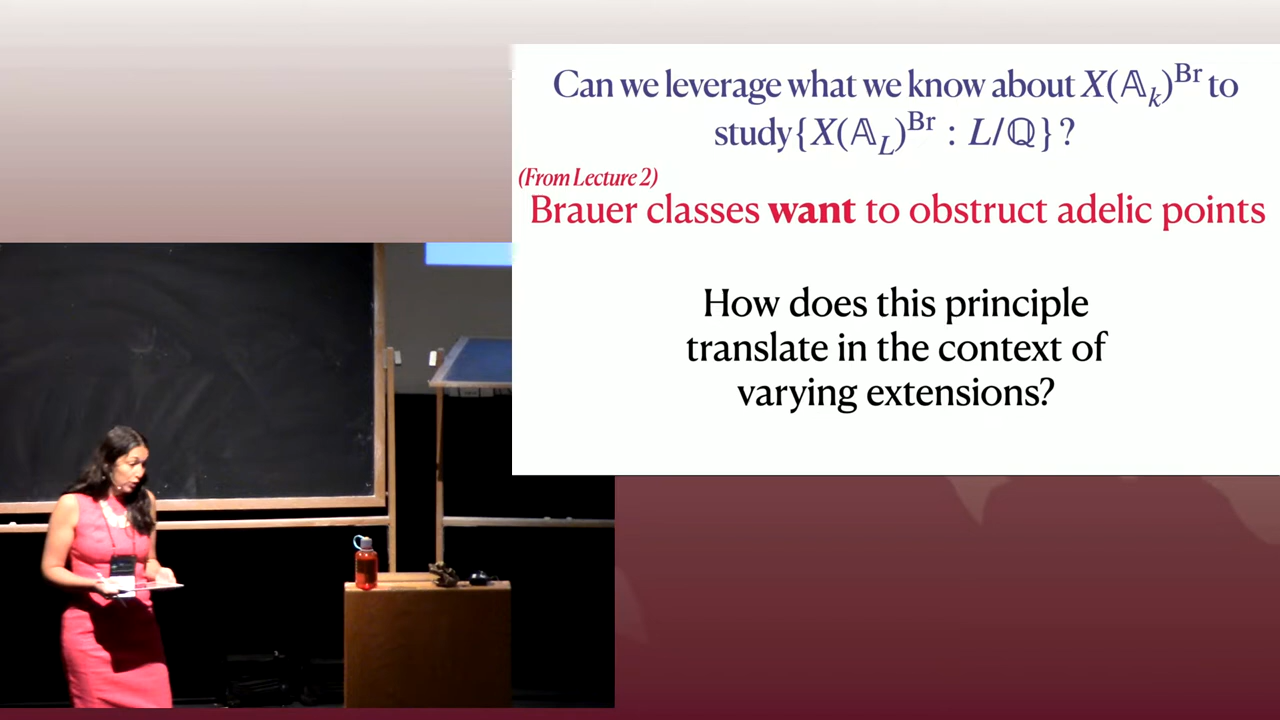 Can we leverage what we know about X(𝔸ₖ)ᴮʳ to
study{X(𝔸_L)ᴮʳ : L/ℚ}?
(From Lecture 2)
Brauer classes want to obstruct adelic points
How does this principle
translate in the context of
varying extensions?